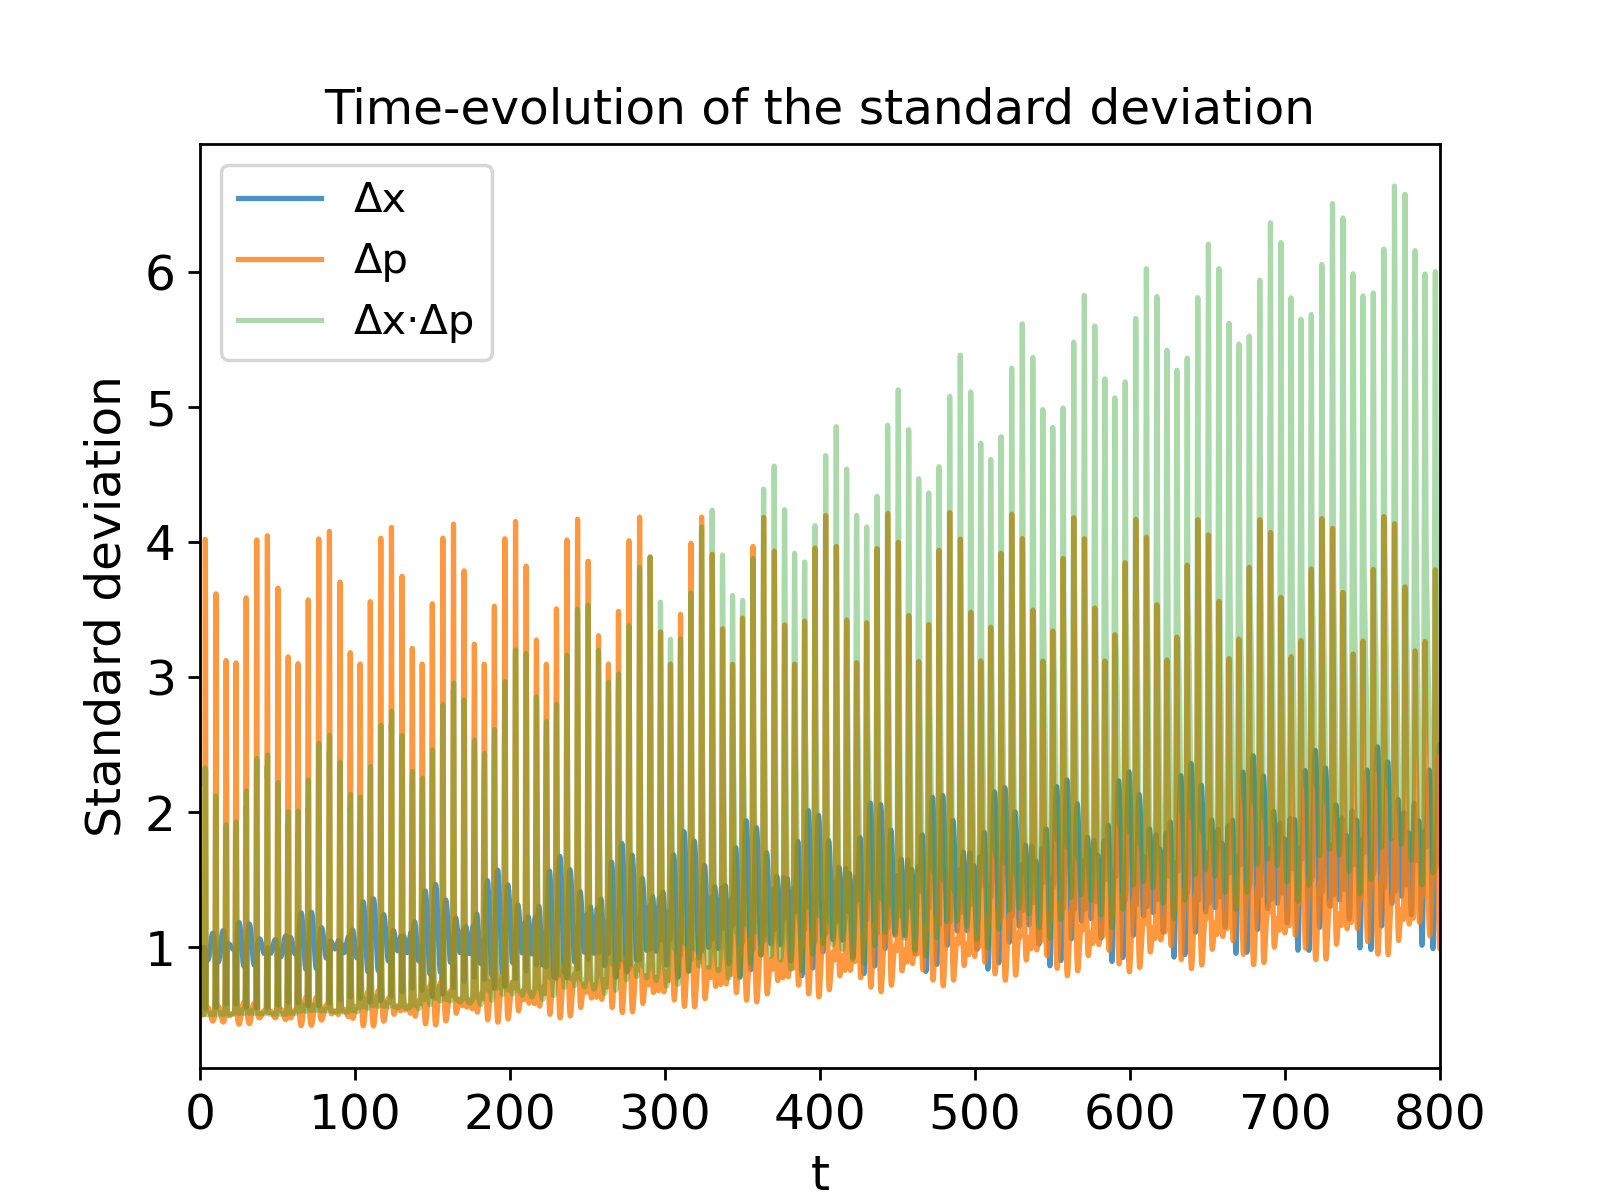 Time-evolution of the standard deviation
Δx
Δp
Δx·Δp
Standard deviation
6
5
4
3
2
1
0 100 200 300 400 500 600 700 800
t